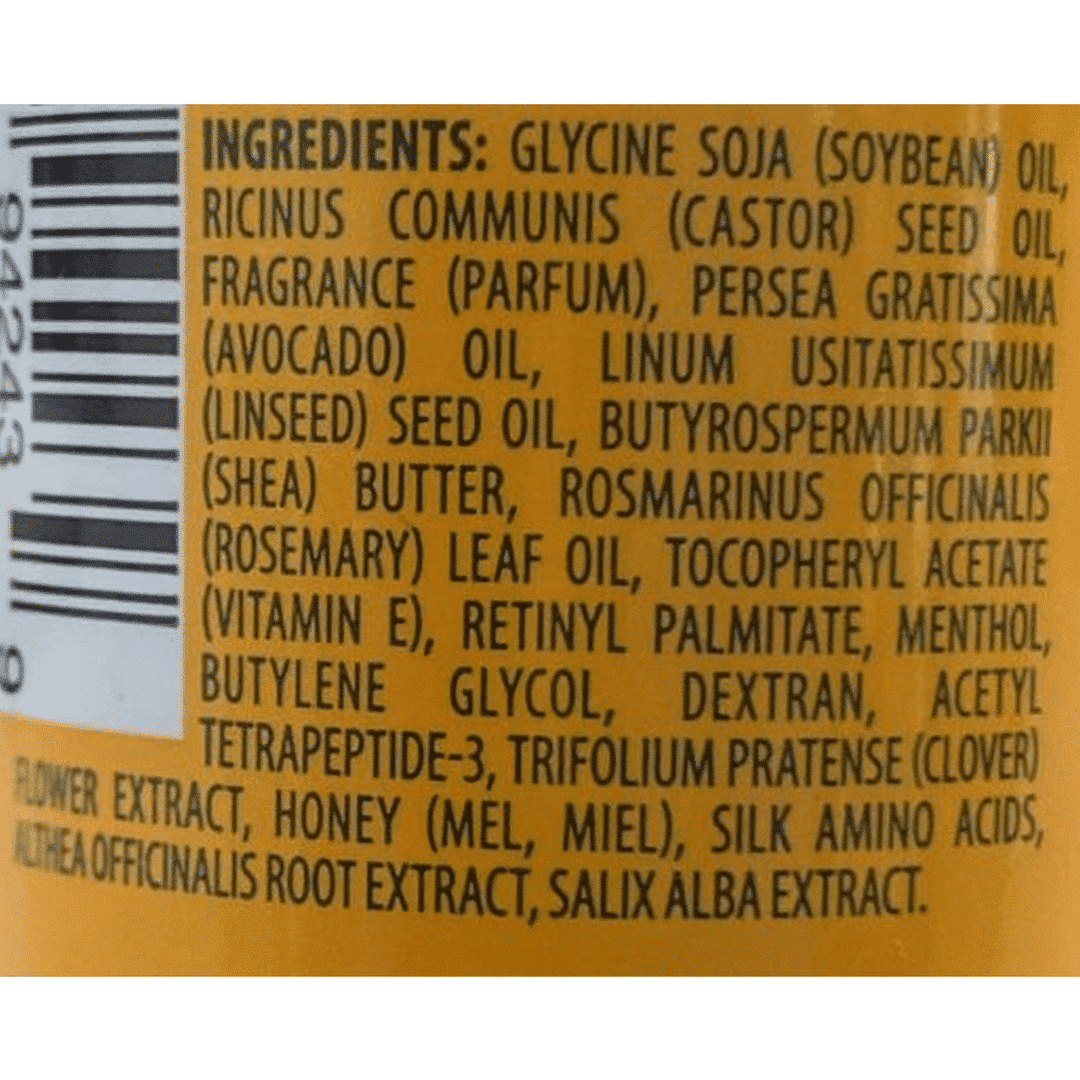 INGREDIENTS: GLYCINE SOJA (SOYBEAN) OIL,
RICINUS COMMUNIS (CASTOR) SEED OIL,
FRAGRANCE (PARFUM), PERSEA GRATISSIMA
(AVOCADO) OIL, LINUM USITATISSIMUM
(LINSEED) SEED OIL, BUTYROSPERMUM PARKII
(SHEA) BUTTER, ROSMARINUS OFFICINALIS
(ROSEMARY) LEAF OIL, TOCOPHERYL ACETATE
(VITAMIN E), RETINYL PALMITATE, MENTHOL,
BUTYLENE GLYCOL, DEXTRAN, ACETYL
TETRAPEPTIDE-3, TRIFOLIUM PRATENSE (CLOVER)
FLOWER EXTRACT, HONEY (MEL, MIEL), SILK AMINO ACIDS,
ALTHEA OFFICINALIS ROOT EXTRACT, SALIX ALBA EXTRACT.
94243
9